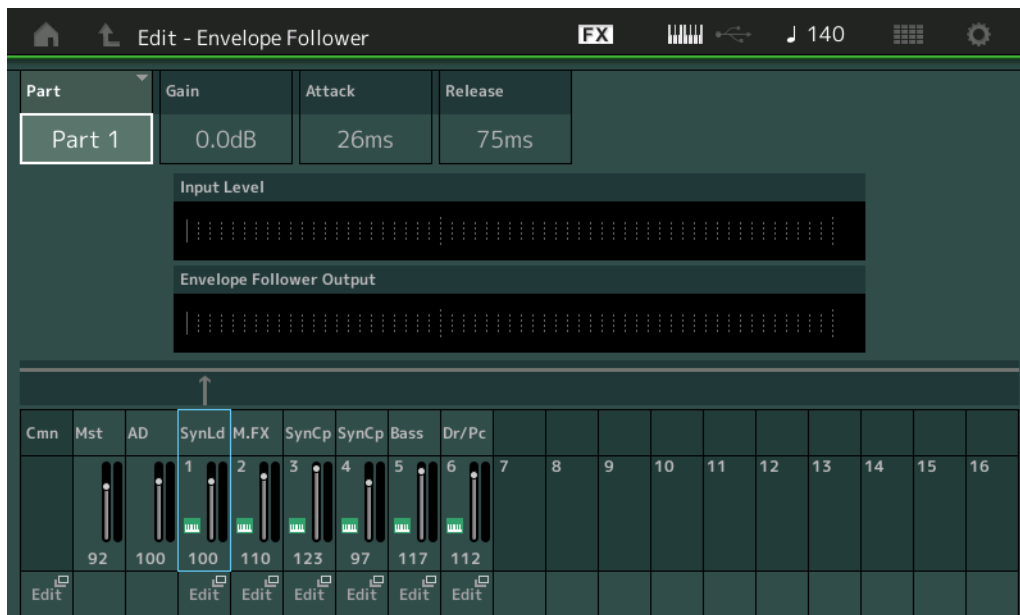 Edit - Envelope Follower FX ♩ 140
Part Gain Attack Release
Part 1 0.0dB 26ms 75ms
Input Level
Envelope Follower Output
Cmn Mst AD SynLd M.FX SynCp SynCp Bass Dr/Pc
1 2 3 4 5 6 7 8 9 10 11 12 13 14 15 16
92 100 100 110 123 97 117 112
Edit Edit Edit Edit Edit Edit Edit